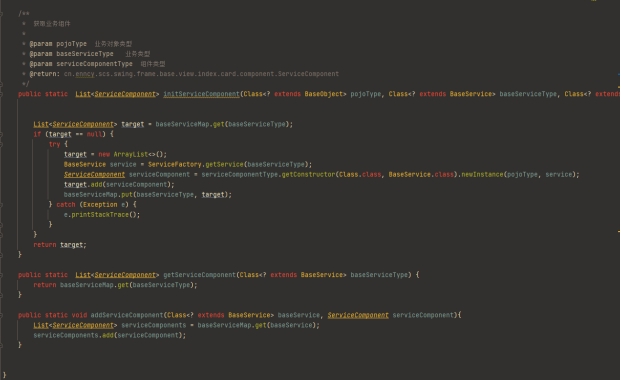 /**
* 获取业务组件
*
* @param pojoType 业务对象类型
* @param baseServiceType 业务类型
* @param serviceComponentType 组件类型
* @return: cn.enncy.scs.swing.frame.base.view.index.card.component.ServiceComponent
*/
public static List<ServiceComponent> initServiceComponent(Class<? extends BaseObject> pojoType, Class<? extends BaseService> baseServiceType, Class<? extend
List<ServiceComponent> target = baseServiceMap.get(baseServiceType);
if (target == null) {
try {
target = new ArrayList<>();
BaseService service = ServiceFactory.getService(baseServiceType);
ServiceComponent serviceComponent = serviceComponentType.getConstructor(Class.class, BaseService.class).newInstance(pojoType, service);
target.add(serviceComponent);
baseServiceMap.put(baseServiceType, target);
} catch (Exception e) {
e.printStackTrace();
}
}
return target;
}
public static List<ServiceComponent> getServiceComponent(Class<? extends BaseService> baseServiceType) {
return baseServiceMap.get(baseServiceType);
}
public static void addServiceComponent(Class<? extends BaseService> baseService, ServiceComponent serviceComponent){
List<ServiceComponent> serviceComponents = baseServiceMap.get(baseService);
serviceComponents.add(serviceComponent);
}
}